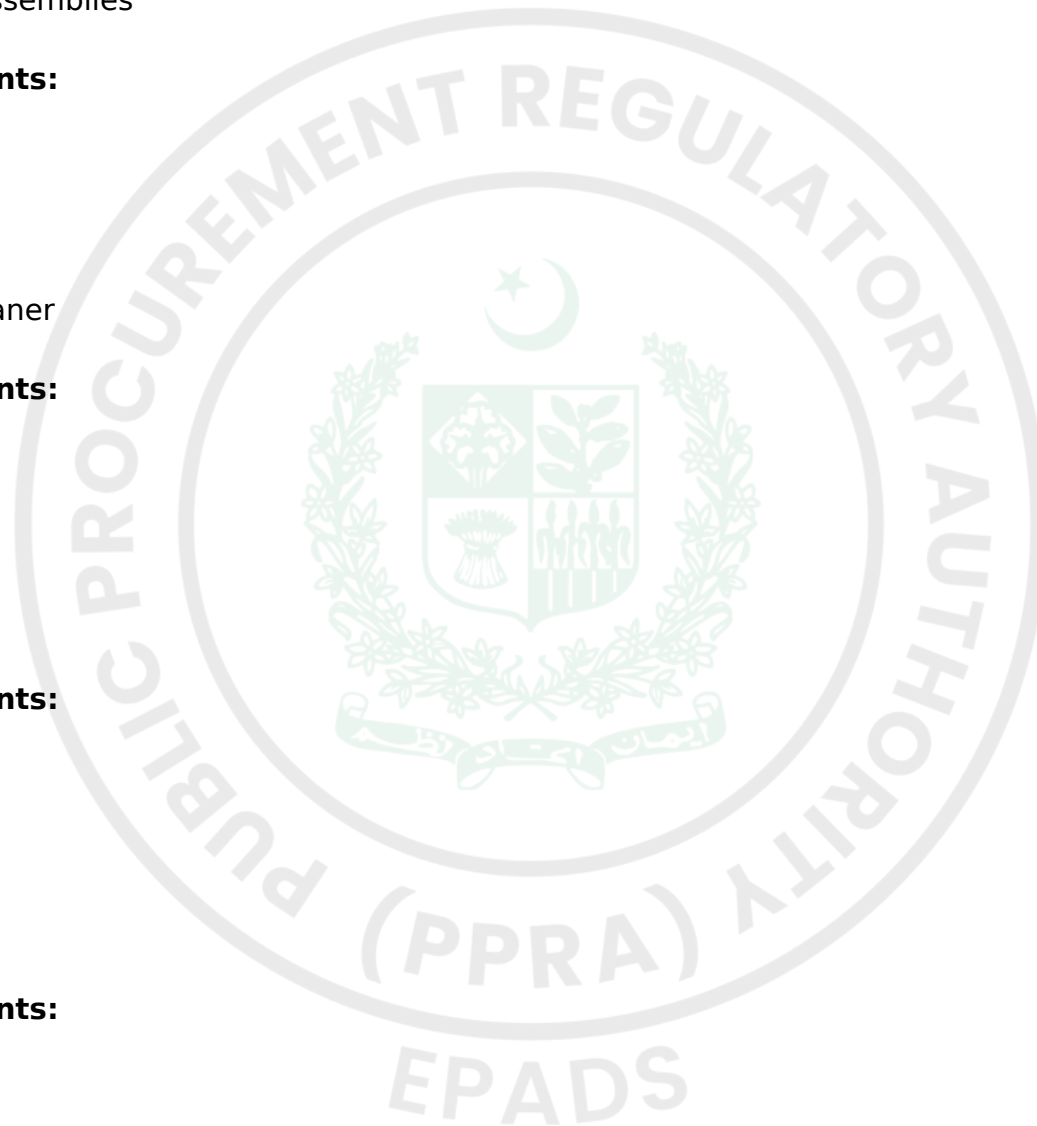 ssemblies
nts:
aner
nts:
nts:
nts:
PUBLIC PROCUREMENT REGULATORY AUTHORITY
(PPRA)
EPADS